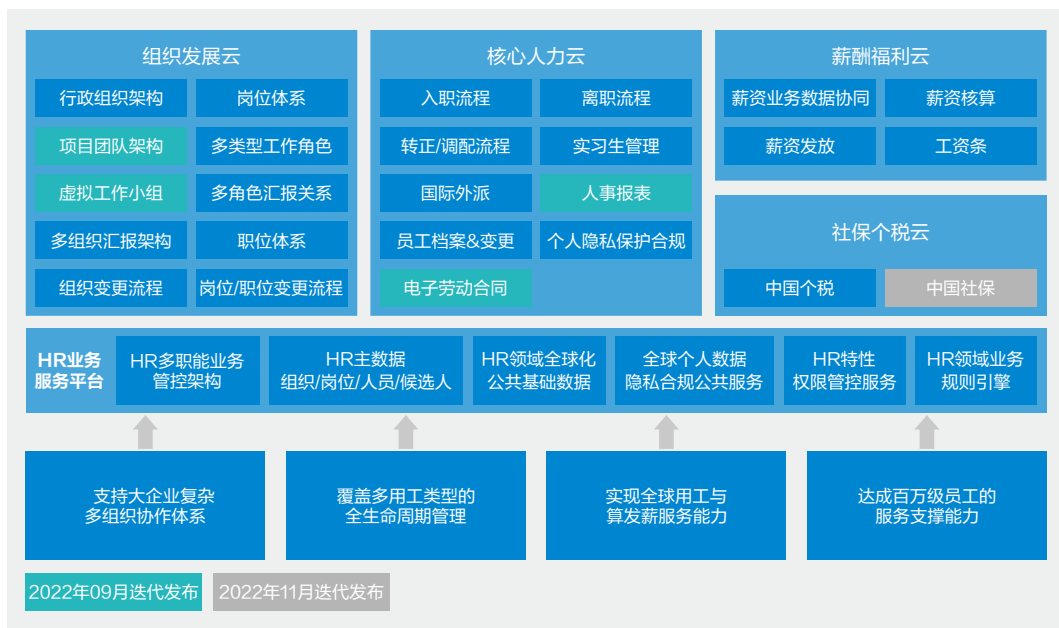 组织发展云
行政组织架构
岗位体系
项目团队架构
多类型工作角色
虚拟工作小组
多角色汇报关系
多组织汇报架构
职位体系
组织变更流程
岗位/职位变更流程
核心人力云
入职流程
离职流程
转正/调配流程
实习生管理
国际外派
人事报表
员工档案&变更
个人隐私保护合规
电子劳动合同
薪酬福利云
薪资业务数据协同
薪资核算
薪资发放
工资条
社保个税云
中国个税
中国社保
HR业务
服务平台
HR多职能业务
管控架构
HR主数据
组织/岗位/人员/候选人
HR领域全球化
公共基础数据
全球个人数据
隐私合规公共服务
HR特性
权限管控服务
HR领域业务
规则引擎
支持大企业复杂
多组织协作体系
覆盖多用工类型的
全生命周期管理
实现全球用工与
算发薪服务能力
达成百万级员工的
服务支撑能力
2022年09月迭代发布
2022年11月迭代发布